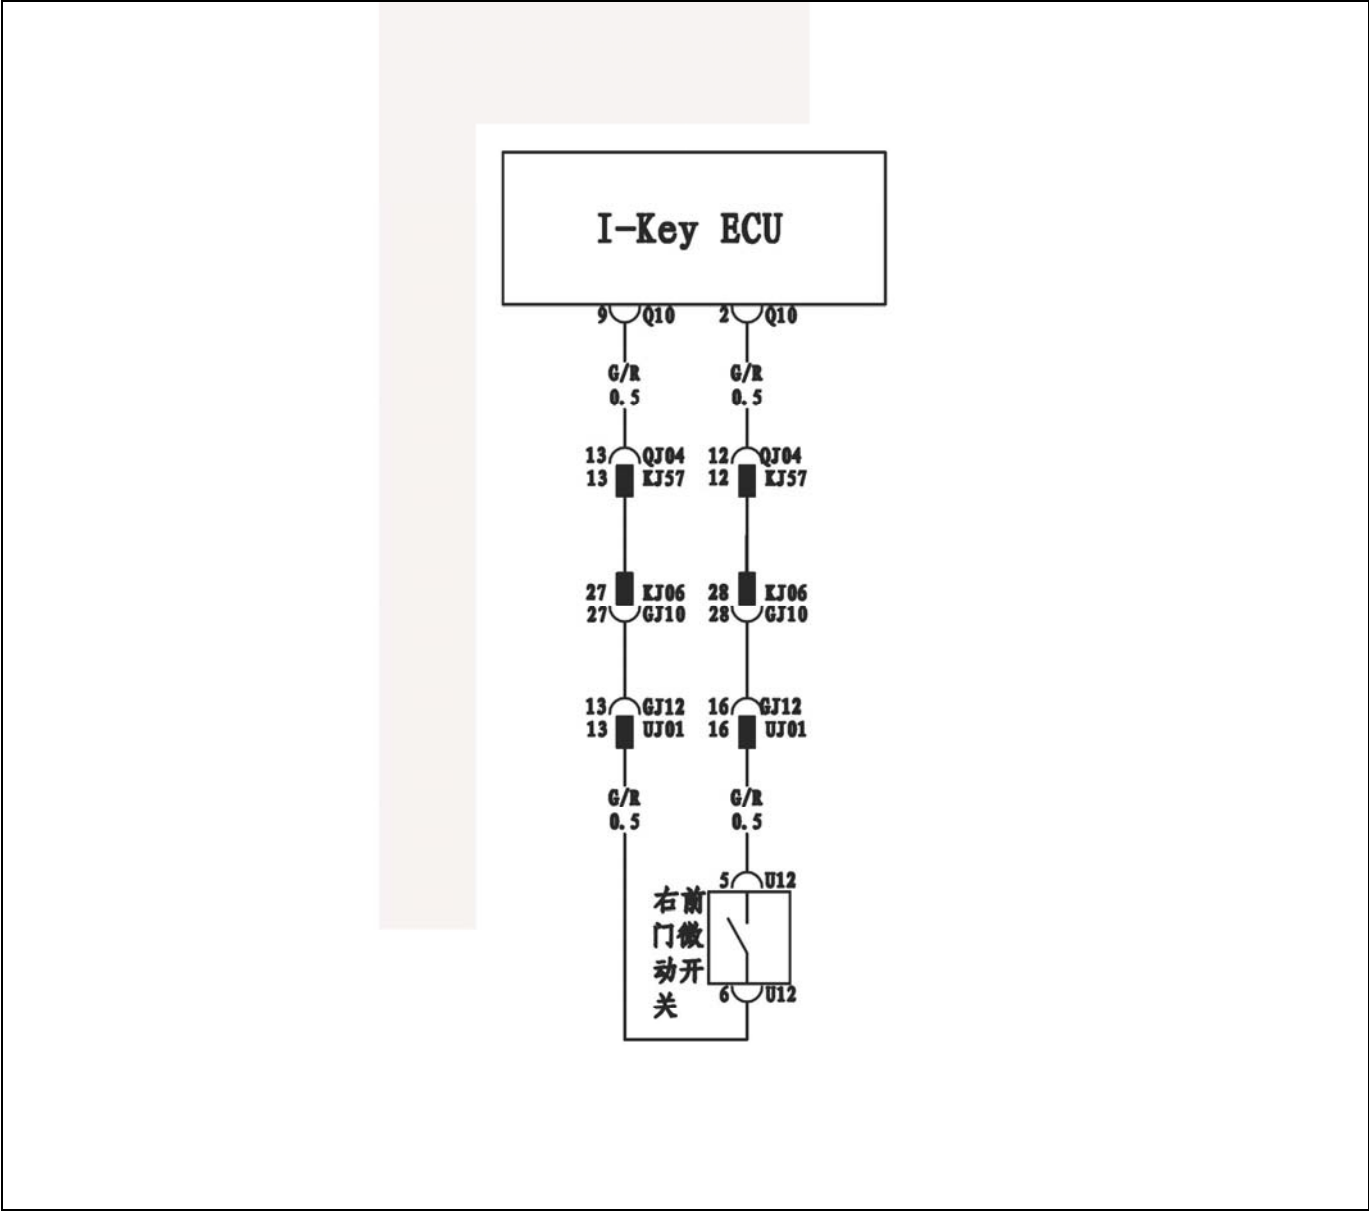 I-Key ECU
9 Q10 2 Q10
G/R G/R
0.5 0.5
13 QJ04 12 QJ04
13 KJ57 12 KJ57
27 KJ06 28 KJ06
27 GJ10 28 GJ10
13 GJ12 16 GJ12
13 UJ01 16 UJ01
G/R G/R
0.5 0.5
5 U12
右前
门微
动开
关
6 U12